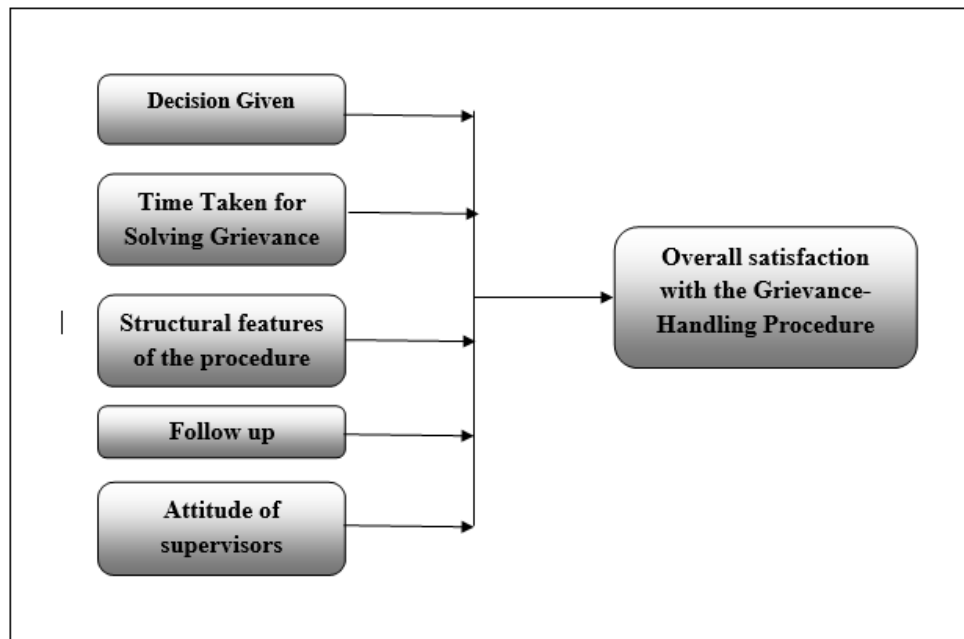 Decision Given
Time Taken for
Solving Grievance
Structural features
of the procedure
Follow up
Attitude of
supervisors
Overall satisfaction
with the Grievance-
Handling Procedure